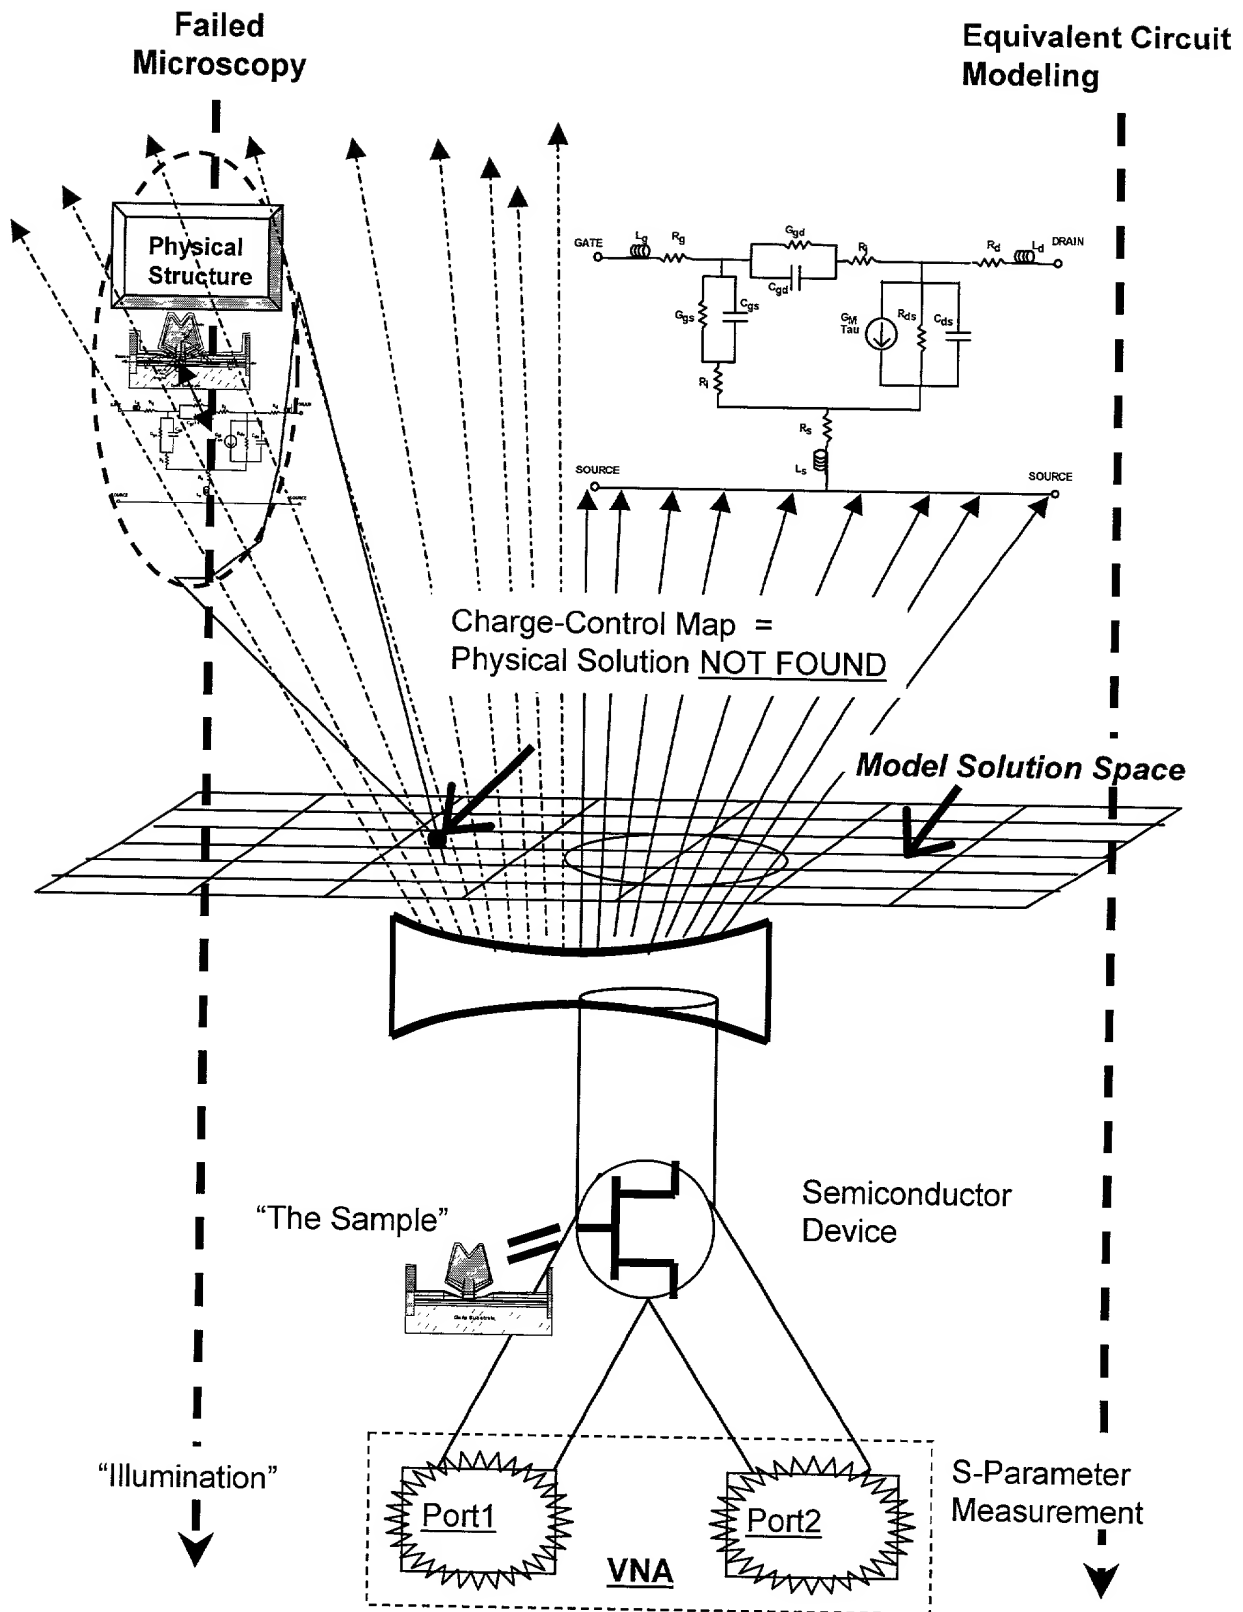 Failed
Microscopy
Equivalent Circuit
Modeling
Physical
Structure
GATE
Lg
Rg
Ggd
Cgd
Rj
Rd
Ld
DRAIN
Ggs
Cgs
GM
Tau
Rds
Cds
Ri
Rs
Ls
SOURCE
SOURCE
SOURCE
Charge-Control Map =
Physical Solution NOT FOUND
Model Solution Space
"The Sample"
Semiconductor
Device
"Illumination"
Port1
Port2
VNA
S-Parameter
Measurement